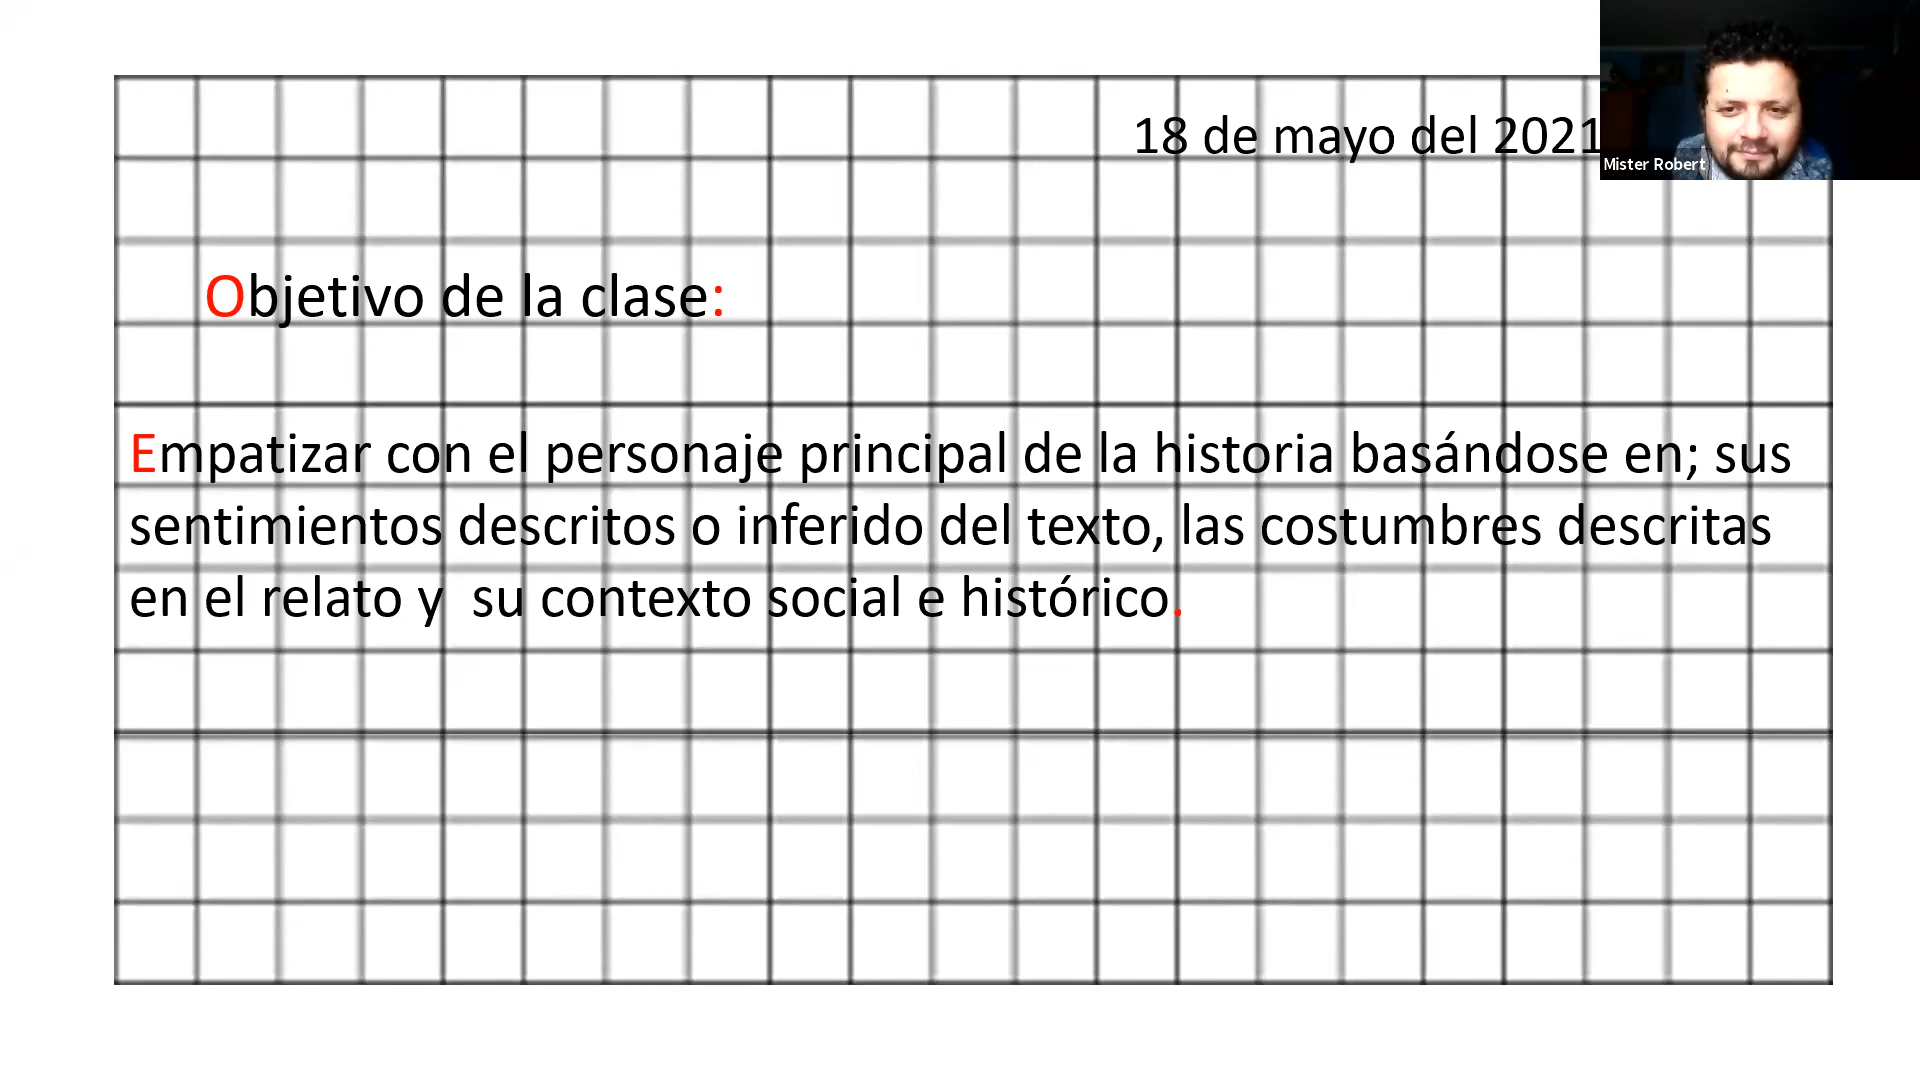 18 de mayo del 2021
Mister Robert
Objetivo de la clase:
Empatizar con el personaje principal de la historia basándose en; sus
sentimientos descritos o inferido del texto, las costumbres descritas
en el relato y  su contexto social e histórico.